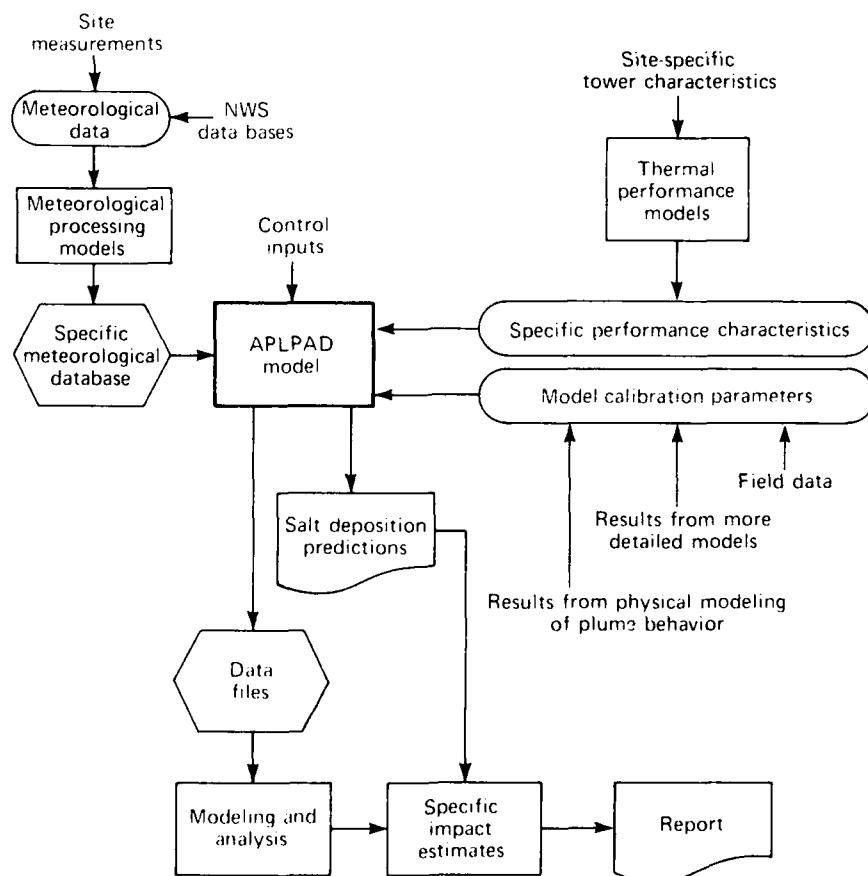 Site
measurements
Meteorological
data
NWS
data bases
Meteorological
processing
models
Specific
meteorological
database
Control
inputs
APLPAD
model
Site-specific
tower characteristics
Thermal
performance
models
Specific performance characteristics
Model calibration parameters
Field data
Results from more
detailed models
Results from physical modeling
of plume behavior
Salt deposition
predictions
Data
files
Modeling and
analysis
Specific
impact
estimates
Report